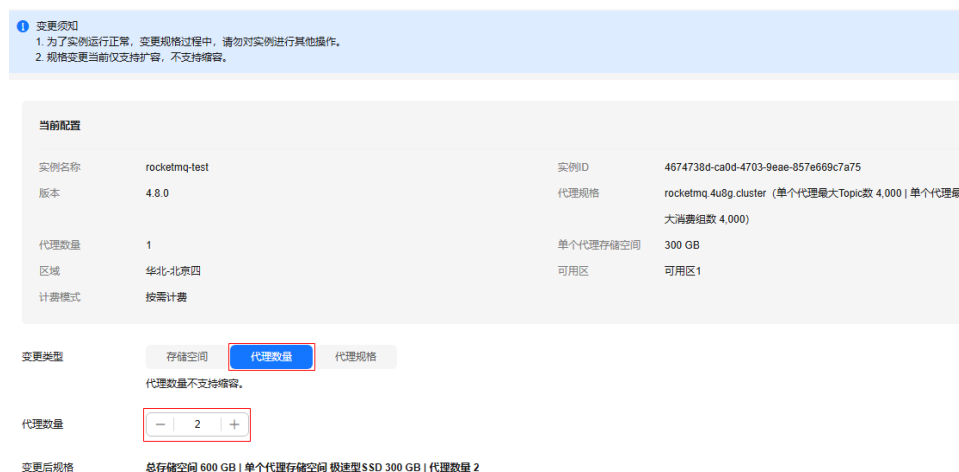 变更须知
1. 为了实例运行正常，变更规格过程中，请勿对实例进行其他操作。
2. 规格变更当前仅支持扩容，不支持缩容。
当前配置
实例名称 rocketmq-test 实例ID 4674738d-ca0d-4703-9eae-857e669c7a75
版本 4.8.0 代理规格 rocketmq.4u8g.cluster（单个代理最大Topic数 4,000 | 单个代理最
大消费组数 4,000）
代理数量 1 单个代理存储空间 300 GB
区域 华北-北京四 可用区 可用区1
计费模式 按需计费
变更类型 存储空间 代理数量 代理规格
代理数量不支持缩容。
代理数量 － 2 ＋
变更后规格 总存储空间 600 GB | 单个代理存储空间 极速型SSD 300 GB | 代理数量 2